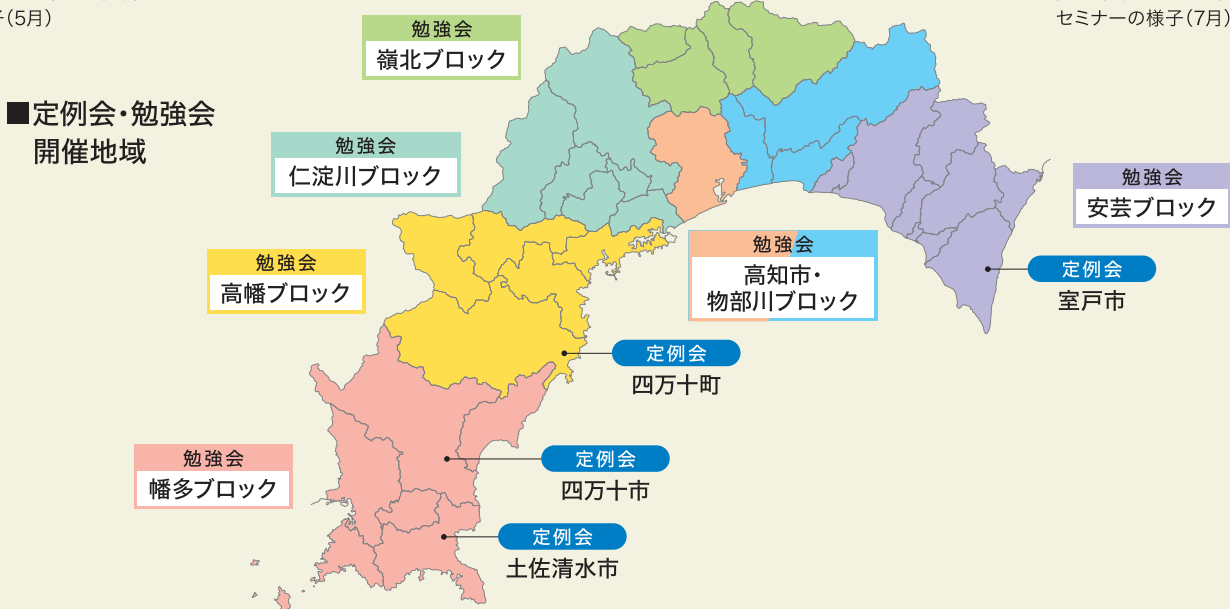 (5月)
セミナーの様子(7月)
■定例会・勉強会
開催地域
勉強会
嶺北ブロック
勉強会
仁淀川ブロック
勉強会
安芸ブロック
勉強会
高知市・
物部川ブロック
勉強会
高幡ブロック
定例会
室戸市
定例会
四万十町
勉強会
幡多ブロック
定例会
四万十市
定例会
土佐清水市